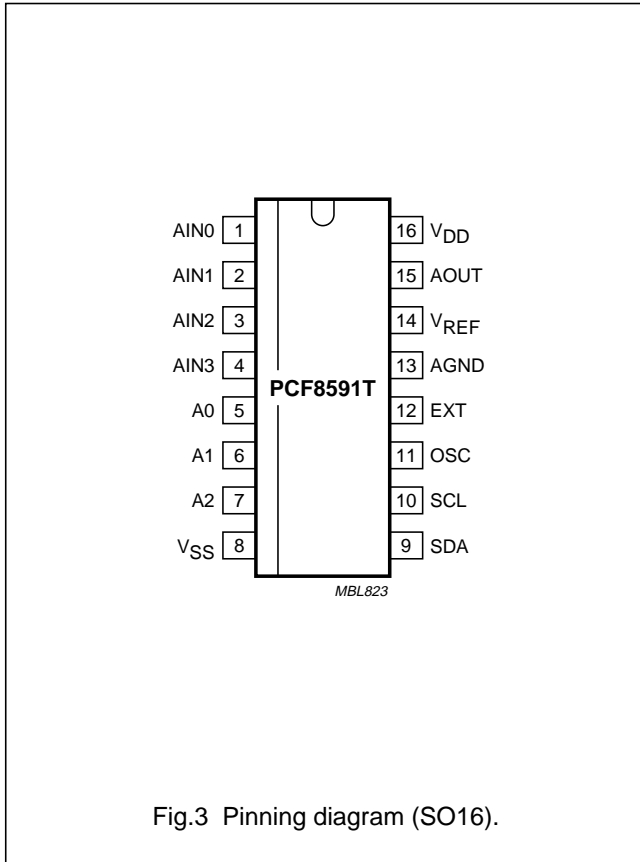 AIN0 1 16 VDD
AIN1 2 15 AOUT
AIN2 3 14 VREF
AIN3 4 13 AGND
PCF8591T
A0 5 12 EXT
A1 6 11 OSC
A2 7 10 SCL
VSS 8 9 SDA
MBL823
Fig.3 Pinning diagram (SO16).